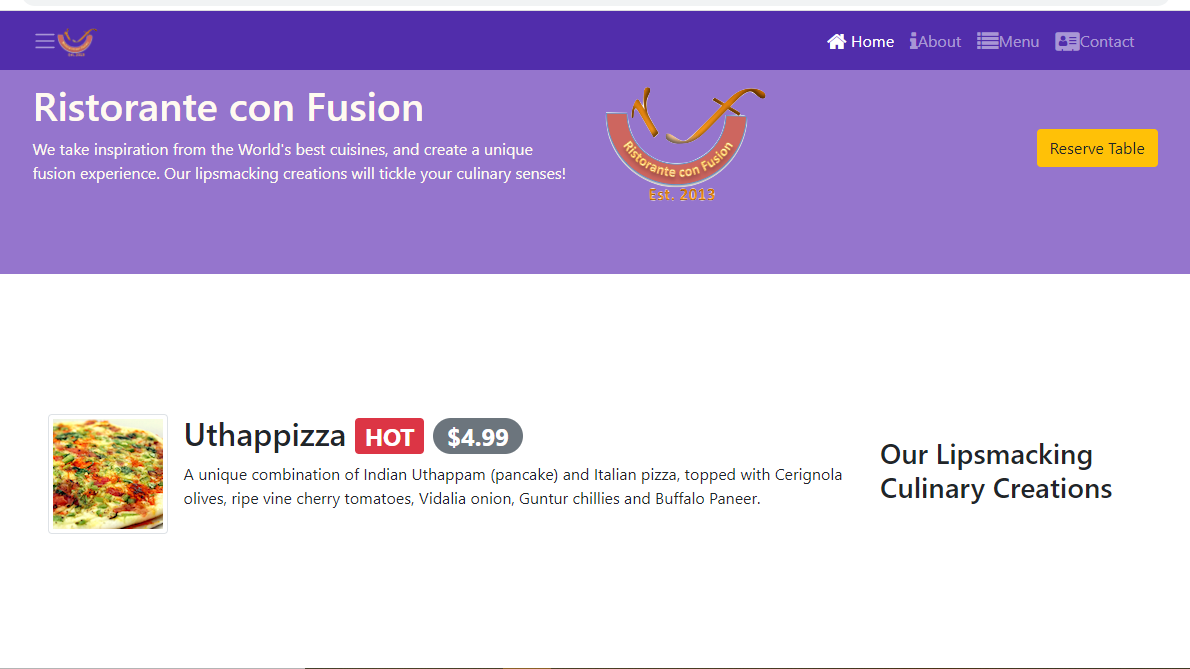 Home About Menu Contact
Ristorante con Fusion
We take inspiration from the World's best cuisines, and create a unique
fusion experience. Our lipsmacking creations will tickle your culinary senses!
Ristorante con Fusion
Est. 2013
Reserve Table
Uthappizza HOT $4.99
A unique combination of Indian Uthappam (pancake) and Italian pizza, topped with Cerignola
olives, ripe vine cherry tomatoes, Vidalia onion, Guntur chillies and Buffalo Paneer.
Our Lipsmacking
Culinary Creations